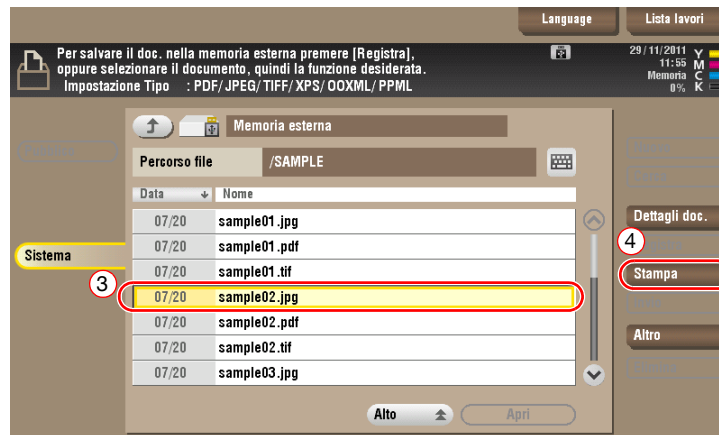 Language
Lista lavori
Per salvare il doc. nella memoria esterna premere [Registra],
oppure selezionare il documento, quindi la funzione desiderata.
Impostazione Tipo : PDF/JPEG/TIFF/XPS/OOXML/PPML
29/11/2011
11:55
Memoria
0%
Y
M
C
K
Memoria esterna
Percorso file /SAMPLE
Data Nome
07/20 sample01.jpg
07/20 sample01.pdf
07/20 sample01.tif
07/20 sample02.jpg
07/20 sample02.pdf
07/20 sample02.tif
07/20 sample03.jpg
Sistema
3
Dettagli doc.
4
Stampa
Altro
Alto
Apri